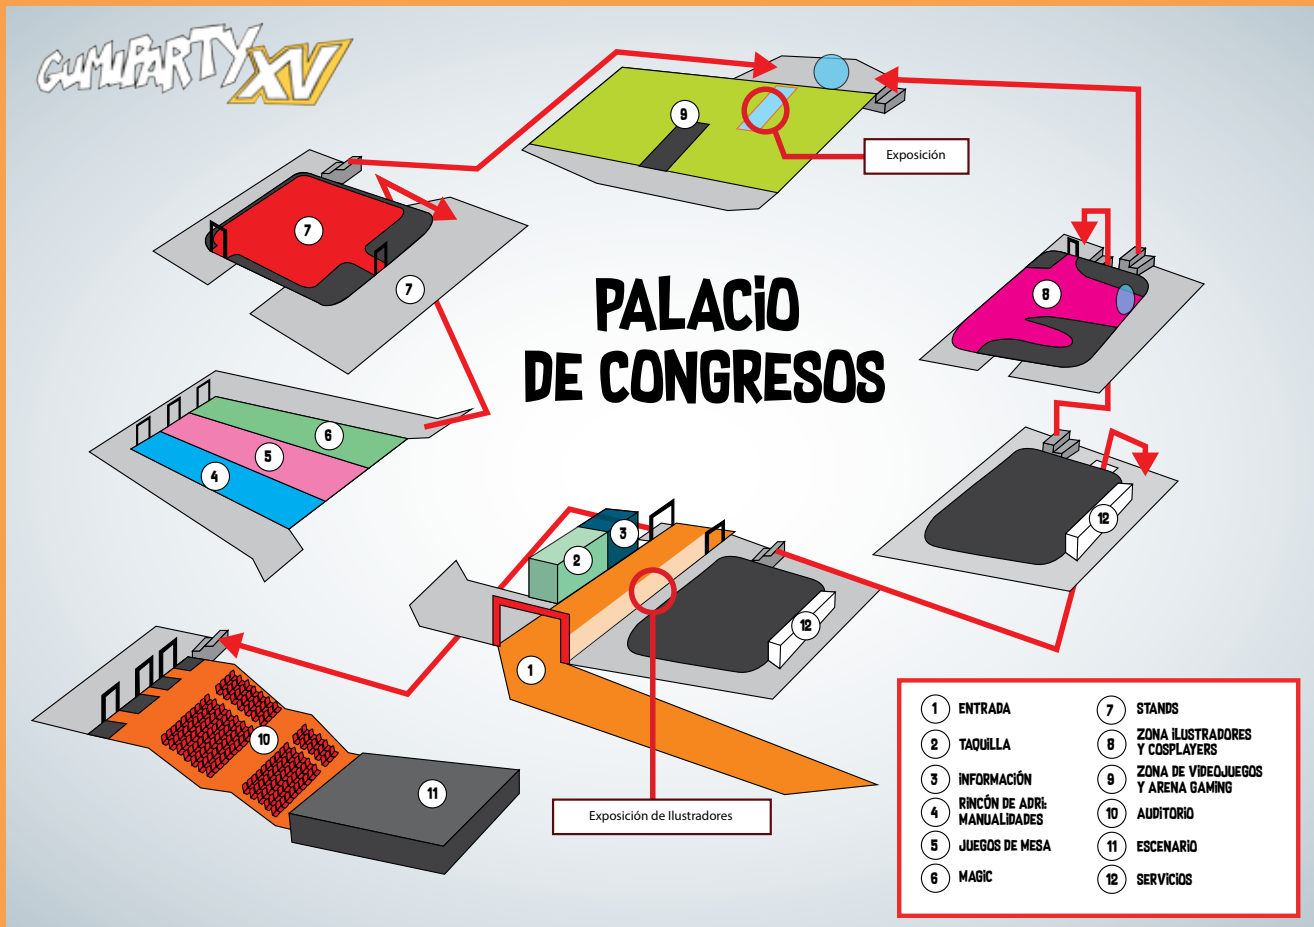 GUMIPARTY XV
9
Exposición
7
7
8
PALACiO
DE CONGRESOS
6
5
4
12
3
2
12
1
10
11
Exposición de Ilustradores
1 ENTRADA
2 TAQUiLLA
3 iNFORMACiÓN
4 RiNCÓN DE ADRi:
MANUALiDADES
5 JUEGOS DE MESA
6 MAGiC
7 STANDS
8 ZONA iLUSTRADORES
Y COSPLAYERS
9 ZONA DE ViDEOJUEGOS
Y ARENA GAMiNG
10 AUDiTORiO
11 ESCENARiO
12 SERViCiOS